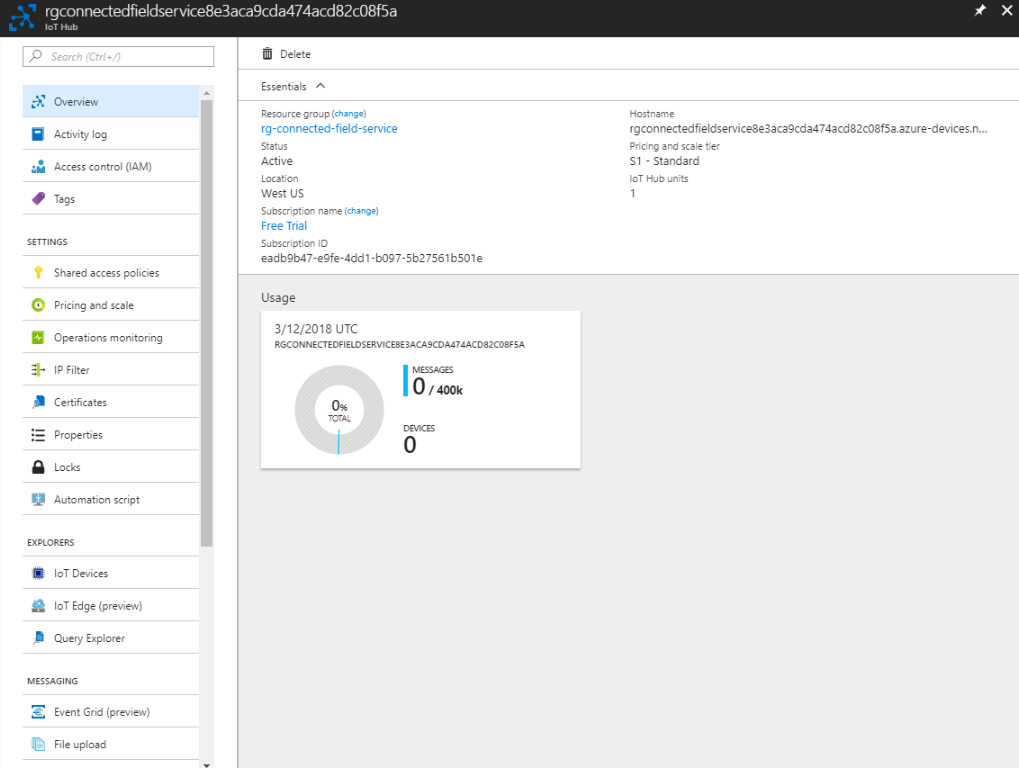 rgconnectedfieldservice8e3aca9cda474acd82c08f5a
IoT Hub
Search (Ctrl+/)
Overview
Activity log
Access control (IAM)
Tags
SETTINGS
Shared access policies
Pricing and scale
Operations monitoring
IP Filter
Certificates
Properties
Locks
Automation script
EXPLORERS
IoT Devices
IoT Edge (preview)
Query Explorer
MESSAGING
Event Grid (preview)
File upload
Delete
Essentials
Resource group (change)
rg-connected-field-service
Status
Active
Location
West US
Subscription name (change)
Free Trial
Subscription ID
eadb9b47-e9fe-4dd1-b097-5b27561b501e
Hostname
rgconnectedfieldservice8e3aca9cda474acd82c08f5a.azure-devices.n...
Pricing and scale tier
S1 - Standard
IoT Hub units
1
Usage
3/12/2018 UTC
RGCONNECTEDFIELDSERVICE8E3ACA9CDA474ACD82C08F5A
0%
TOTAL
MESSAGES
0 / 400k
DEVICES
0